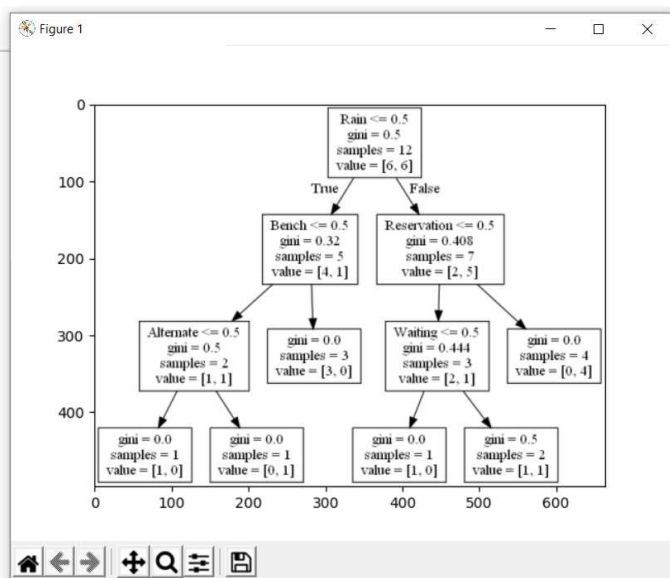 Figure 1
0
100
200
300
400
0
100
200
300
400
500
600
Rain <= 0.5
gini = 0.5
samples = 12
value = [6, 6]
True
False
Bench <= 0.5
gini = 0.32
samples = 5
value = [4, 1]
Reservation <= 0.5
gini = 0.408
samples = 7
value = [2, 5]
Alternate <= 0.5
gini = 0.5
samples = 2
value = [1, 1]
gini = 0.0
samples = 3
value = [3, 0]
Waiting <= 0.5
gini = 0.444
samples = 3
value = [2, 1]
gini = 0.0
samples = 4
value = [0, 4]
gini = 0.0
samples = 1
value = [1, 0]
gini = 0.0
samples = 1
value = [0, 1]
gini = 0.0
samples = 1
value = [1, 0]
gini = 0.5
samples = 2
value = [1, 1]